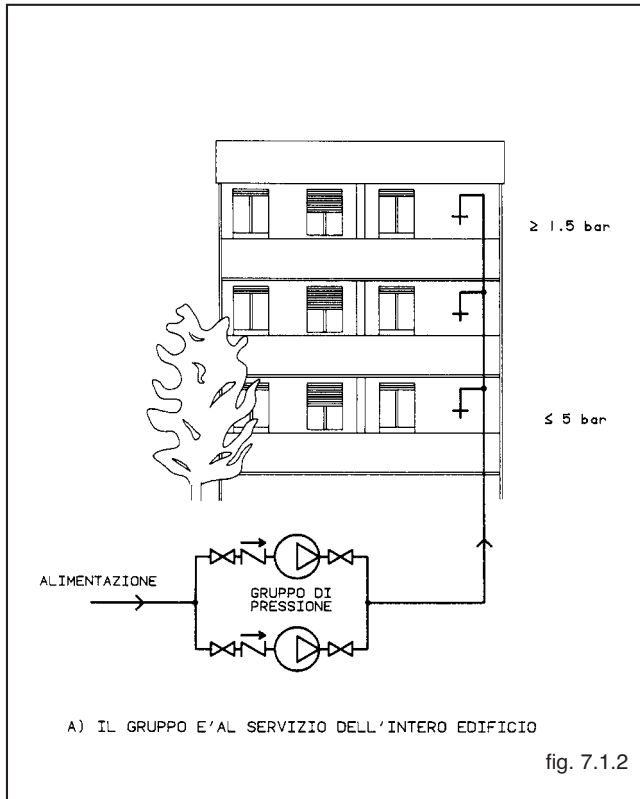 ≥ 1.5 bar
≤ 5 bar
ALIMENTAZIONE
GRUPPO DI
PRESSIONE
A) IL GRUPPO E'AL SERVIZIO DELL'INTERO EDIFICIO
fig. 7.1.2